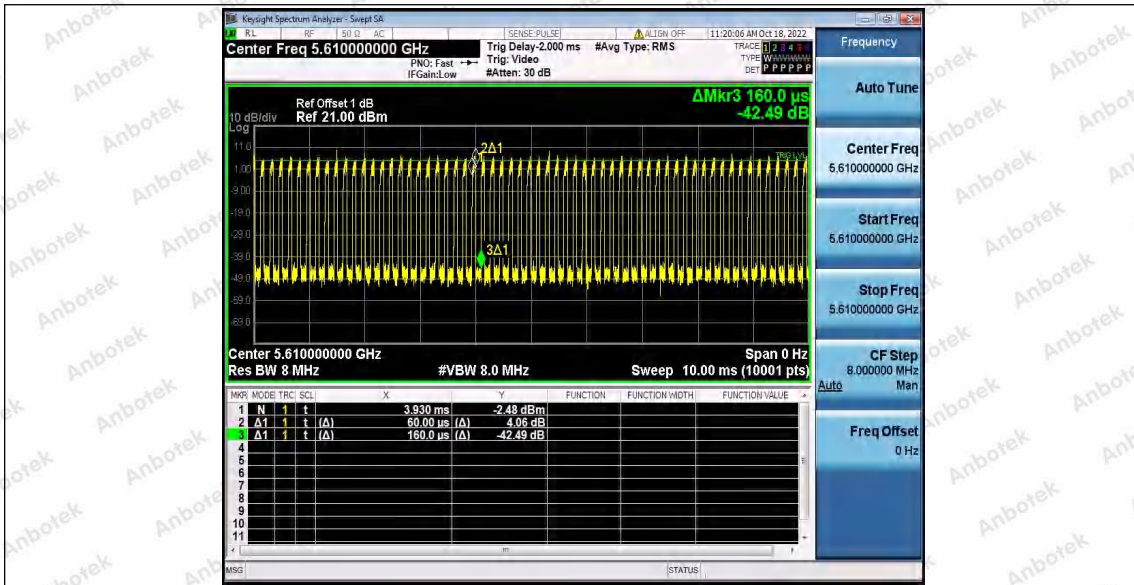 Keysight Spectrum Analyzer - Swept SA
RL RF 50 Ω AC SENSE:PULSE ALIGN OFF 11:20:06 AM Oct 18, 2022
Center Freq 5.610000000 GHz
PNO: Fast
IFGain:Low
Trig Delay-2.000 ms
Trig: Video
#Atten: 30 dB
#Avg Type: RMS
TRACE 1 2 3 4 5 6
TYPE W
DET P P P P P P
Ref Offset 1 dB
Ref 21.00 dBm
10 dB/div
Log
ΔMkr3 160.0 µs
-42.49 dB
11.0
1.00
-9.00
-19.0
-29.0
-39.0
-49.0
-59.0
-69.0
2Δ1
1
TRIG LVL
3Δ1
Center 5.610000000 GHz Span 0 Hz
Res BW 8 MHz #VBW 8.0 MHz Sweep 10.00 ms (10001 pts)
MKR MODE TRC SCL X Y FUNCTION FUNCTION WIDTH FUNCTION VALUE
1 N 1 t 3.930 ms -2.48 dBm
2 Δ1 1 t (Δ) 60.00 µs (Δ) 4.06 dB
3 Δ1 1 t (Δ) 160.0 µs (Δ) -42.49 dB
4
5
6
7
8
9
10
11
MSG STATUS
Frequency
Auto Tune
Center Freq
5.610000000 GHz
Start Freq
5.610000000 GHz
Stop Freq
5.610000000 GHz
CF Step
8.000000 MHz
Auto Man
Freq Offset
0 Hz
Anbotek